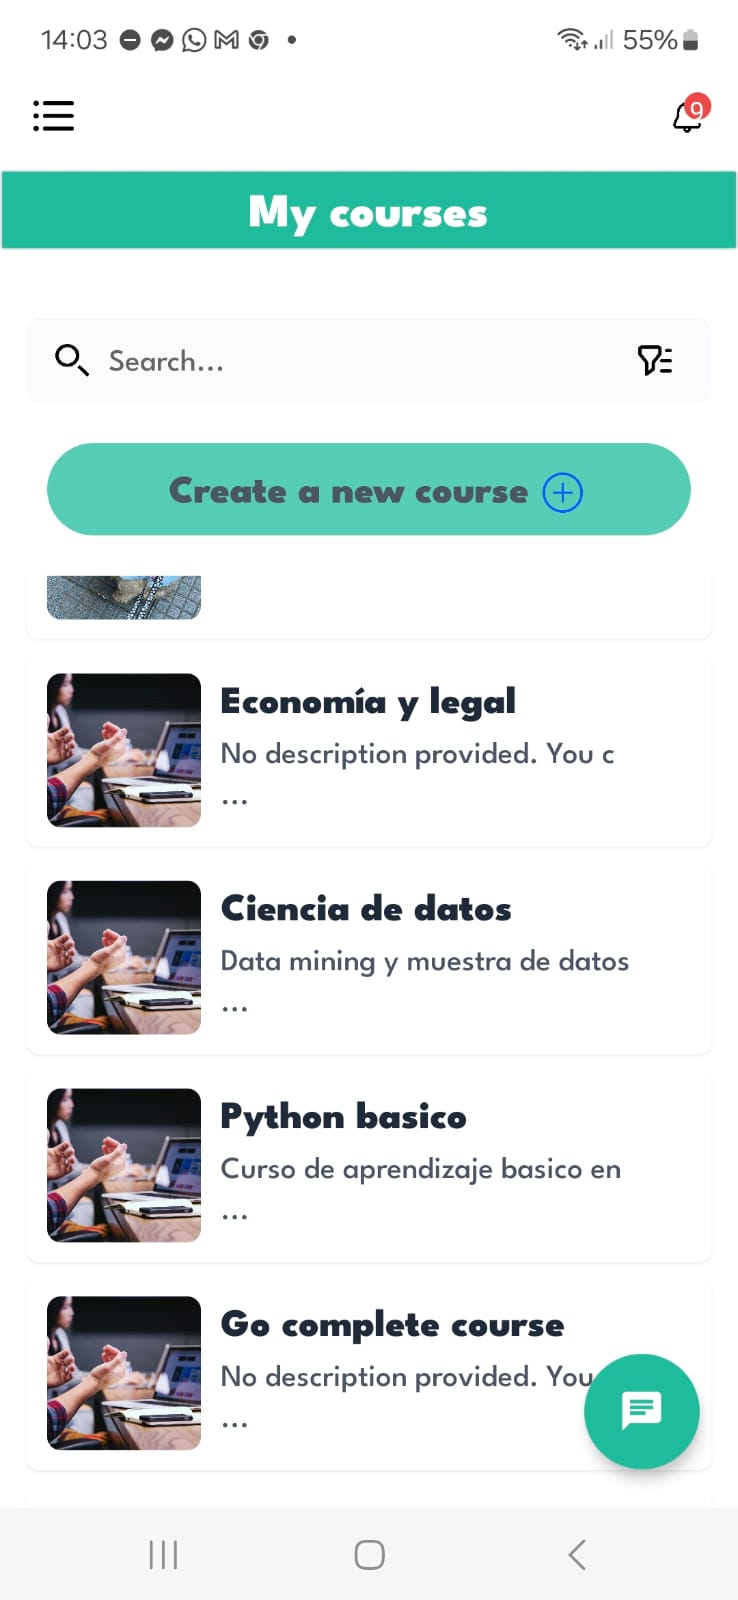 14:03
55%
9
My courses
Search...
Create a new course
Economía y legal
No description provided. You c
...
Ciencia de datos
Data mining y muestra de datos
...
Python basico
Curso de aprendizaje basico en
...
Go complete course
No description provided. You
...